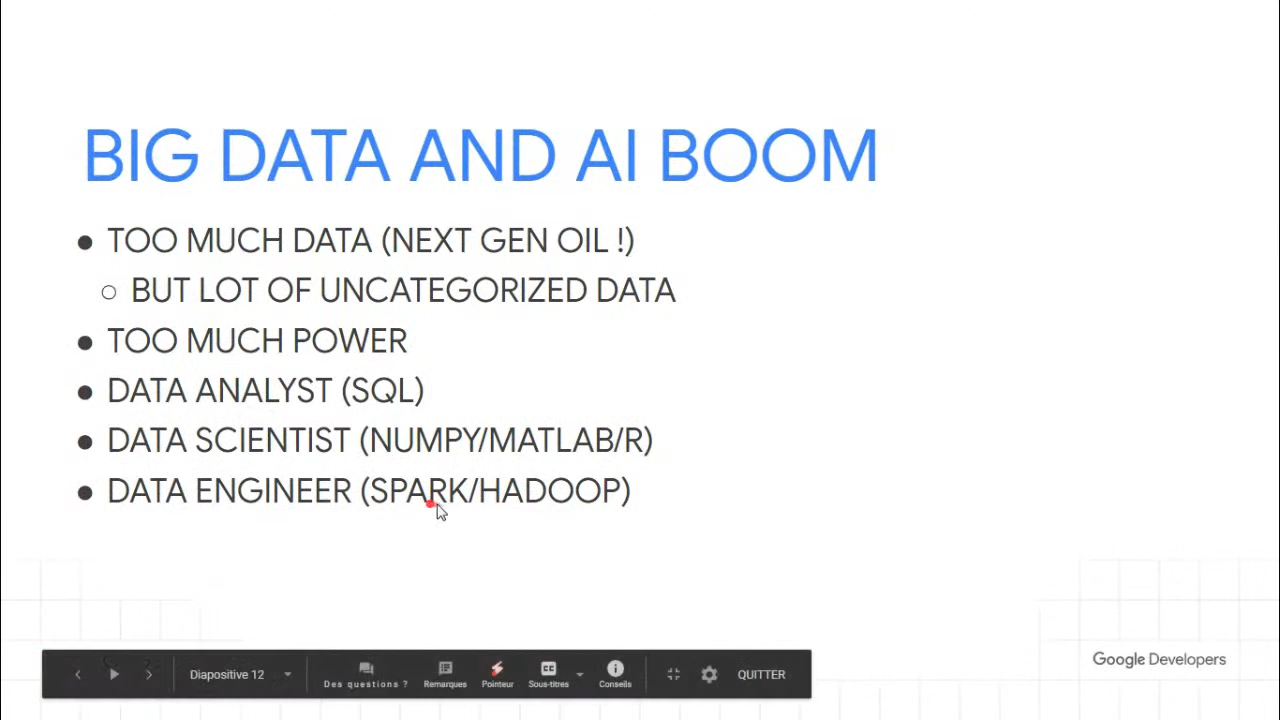 BIG DATA AND AI BOOM
● TOO MUCH DATA (NEXT GEN OIL !)
○ BUT LOT OF UNCATEGORIZED DATA
● TOO MUCH POWER
● DATA ANALYST (SQL)
● DATA SCIENTIST (NUMPY/MATLAB/R)
● DATA ENGINEER (SPARK/HADOOP)
Google Developers
Diapositive 12
Des questions ?
Remarques
Pointeur
CC
Sous-titres
Conseils
QUITTER